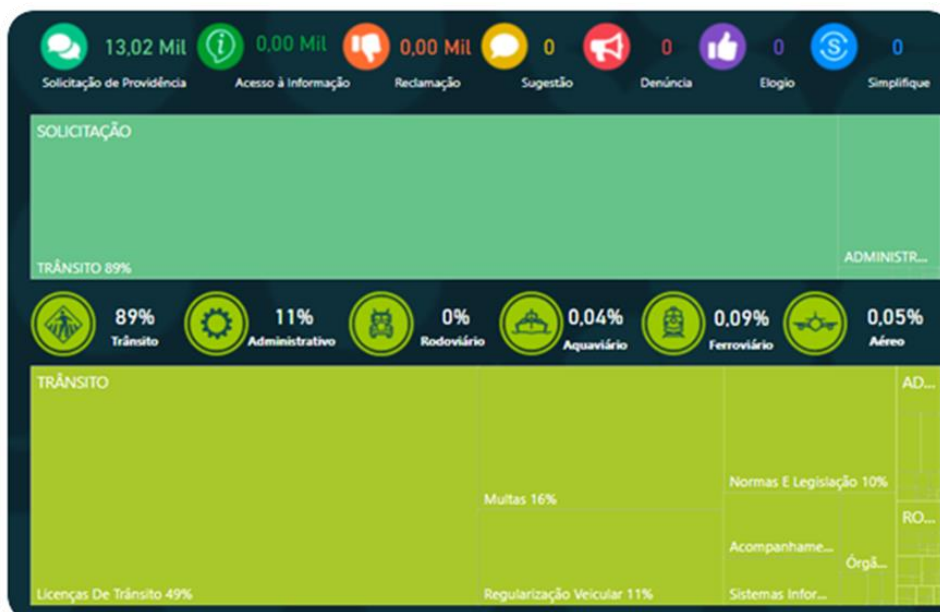 13,02 Mil 0,00 Mil 0,00 Mil 0 0 0 0
Solicitação de Providência Acesso à Informação Reclamação Sugestão Denúncia Elogio Simplifique
SOLICITAÇÃO
TRÂNSITO 89% ADMINISTR...
89% 11% 0% 0,04% 0,09% 0,05%
Trânsito Administrativo Rodoviário Aquaviário Ferroviário Aéreo
TRÂNSITO AD...
Normas E Legislação 10%
Multas 16%
RO...
Acompanhame...
Órgã...
Licenças De Trânsito 49% Regularização Veicular 11% Sistemas Infor...